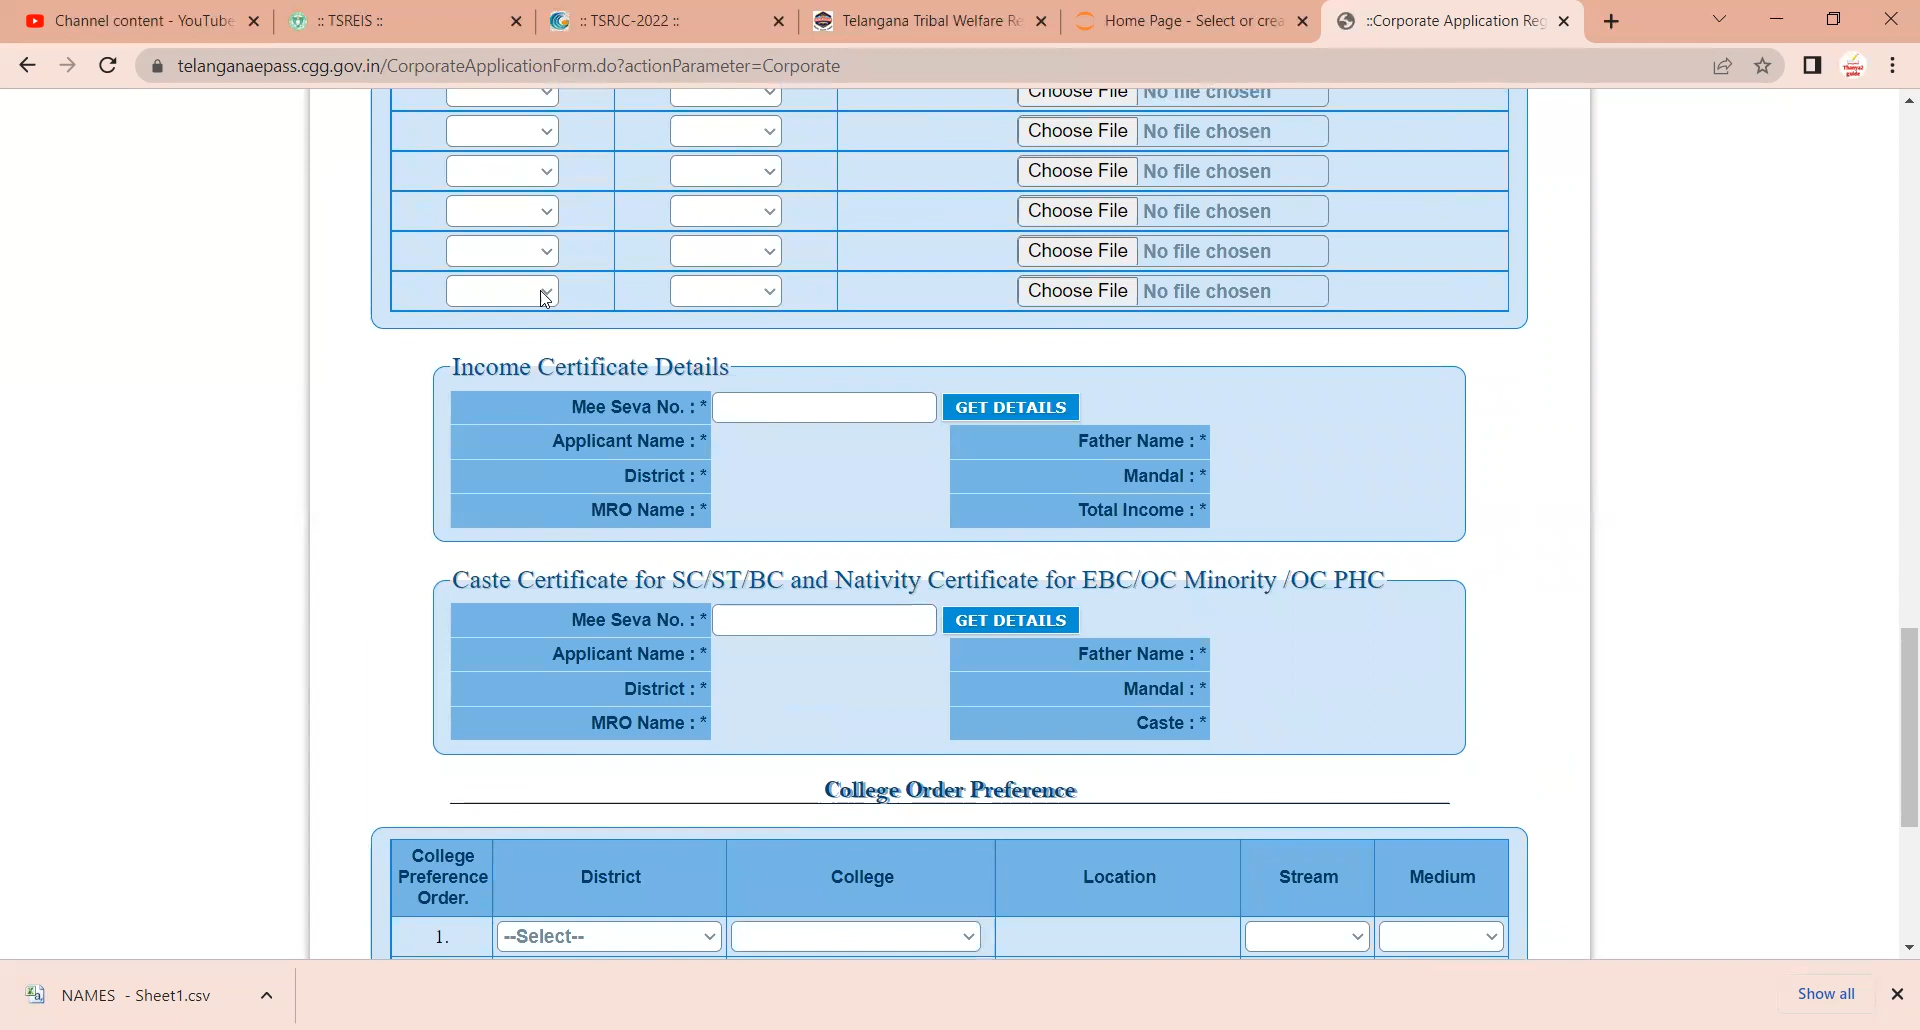 Channel content - YouTube
:: TSREIS ::
:: TSRJC-2022 ::
Telangana Tribal Welfare Re
Home Page - Select or crea
::Corporate Application Reg
telanganaepass.cgg.gov.in/CorporateApplicationForm.do?actionParameter=Corporate
Choose File No file chosen
Choose File No file chosen
Choose File No file chosen
Choose File No file chosen
Choose File No file chosen
Choose File No file chosen
Income Certificate Details
Mee Seva No. : * GET DETAILS
Applicant Name : * Father Name : *
District : * Mandal : *
MRO Name : * Total Income : *
Caste Certificate for SC/ST/BC and Nativity Certificate for EBC/OC Minority /OC PHC
Mee Seva No. : * GET DETAILS
Applicant Name : * Father Name : *
District : * Mandal : *
MRO Name : * Caste : *
College Order Preference
College Preference Order. District College Location Stream Medium
1. --Select--
NAMES - Sheet1.csv
Show all